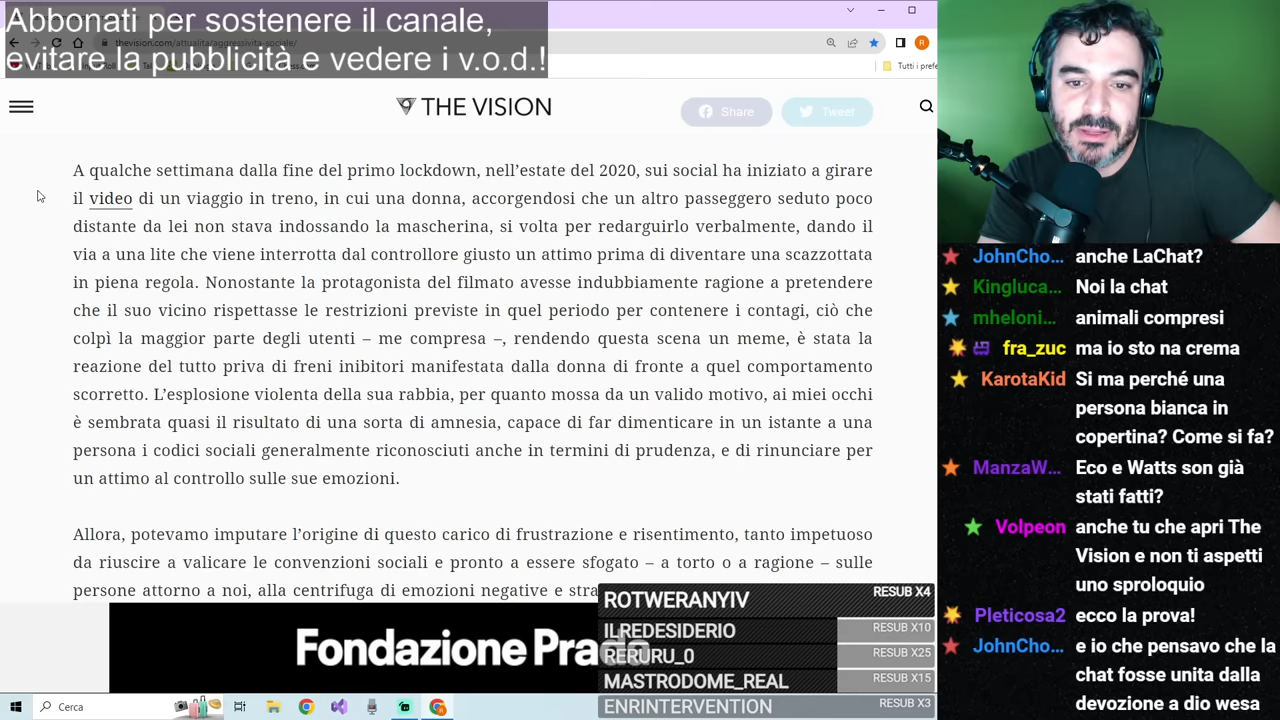 Abbonati per sostenere il canale,
evitare la pubblicità e vedere i v.o.d.!
thevision.com/attualita/aggressivita-sociale/
Tutti i prefe
THE VISION
Share
Tweet
A qualche settimana dalla fine del primo lockdown, nell’estate del 2020, sui social ha iniziato a girare
il video di un viaggio in treno, in cui una donna, accorgendosi che un altro passeggero seduto poco
distante da lei non stava indossando la mascherina, si volta per redarguirlo verbalmente, dando il
via a una lite che viene interrotta dal controllore giusto un attimo prima di diventare una scazzottata
in piena regola. Nonostante la protagonista del filmato avesse indubbiamente ragione a pretendere
che il suo vicino rispettasse le restrizioni previste in quel periodo per contenere i contagi, ciò che
colpì la maggior parte degli utenti – me compresa –, rendendo questa scena un meme, è stata la
reazione del tutto priva di freni inibitori manifestata dalla donna di fronte a quel comportamento
scorretto. L’esplosione violenta della sua rabbia, per quanto mossa da un valido motivo, ai miei occhi
è sembrata quasi il risultato di una sorta di amnesia, capace di far dimenticare in un istante a una
persona i codici sociali generalmente riconosciuti anche in termini di prudenza, e di rinunciare per
un attimo al controllo sulle sue emozioni.
Allora, potevamo imputare l’origine di questo carico di frustrazione e risentimento, tanto impetuoso
da riuscire a valicare le convenzioni sociali e pronto a essere sfogato – a torto o a ragione – sulle
persone attorno a noi, alla centrifuga di emozioni negative e stra
Fondazione Prada
ROTWERANYIV RESUB X4
ILREDESIDERIO RESUB X10
RERURU_0 RESUB X25
MASTRODOME_REAL RESUB X15
ENRINTERVENTION RESUB X3
Cerca
JohnCho... anche LaChat?
Kingluca... Noi la chat
mheloni... animali compresi
fra_zuc ma io sto na crema
KarotaKid Si ma perché una
persona bianca in
copertina? Come si fa?
ManzaW... Eco e Watts son già
stati fatti?
Volpeon anche tu che apri The
Vision e non ti aspetti
uno sproloquio
Pleticosa2 ecco la prova!
JohnCho... e io che pensavo che la
chat fosse unita dalla
devozione a dio wesa